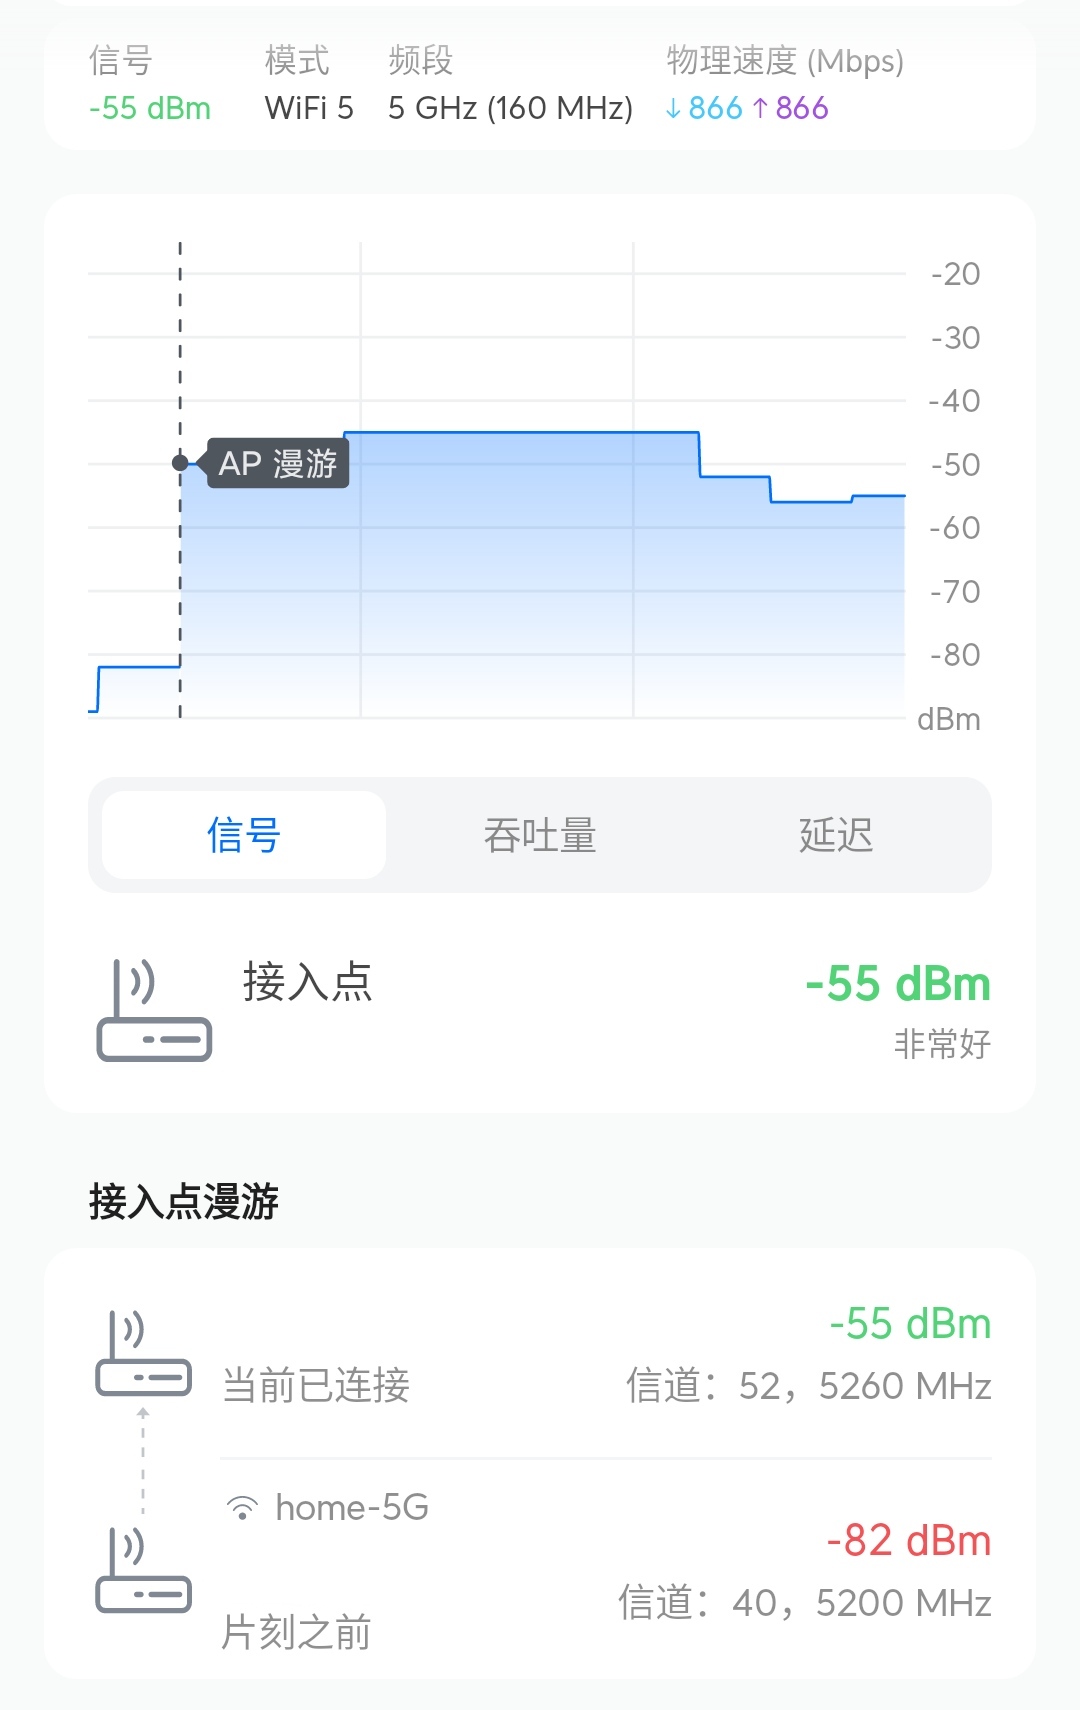 信号 模式 频段 物理速度 (Mbps)
-55 dBm WiFi 5 5 GHz (160 MHz) ↓866 ↑866
-20
-30
-40
AP 漫游
-50
-60
-70
-80
dBm
信号 吞吐量 延迟
接入点 -55 dBm
非常好
接入点漫游
-55 dBm
当前已连接 信道：52，5260 MHz
home-5G
-82 dBm
信道：40，5200 MHz
片刻之前